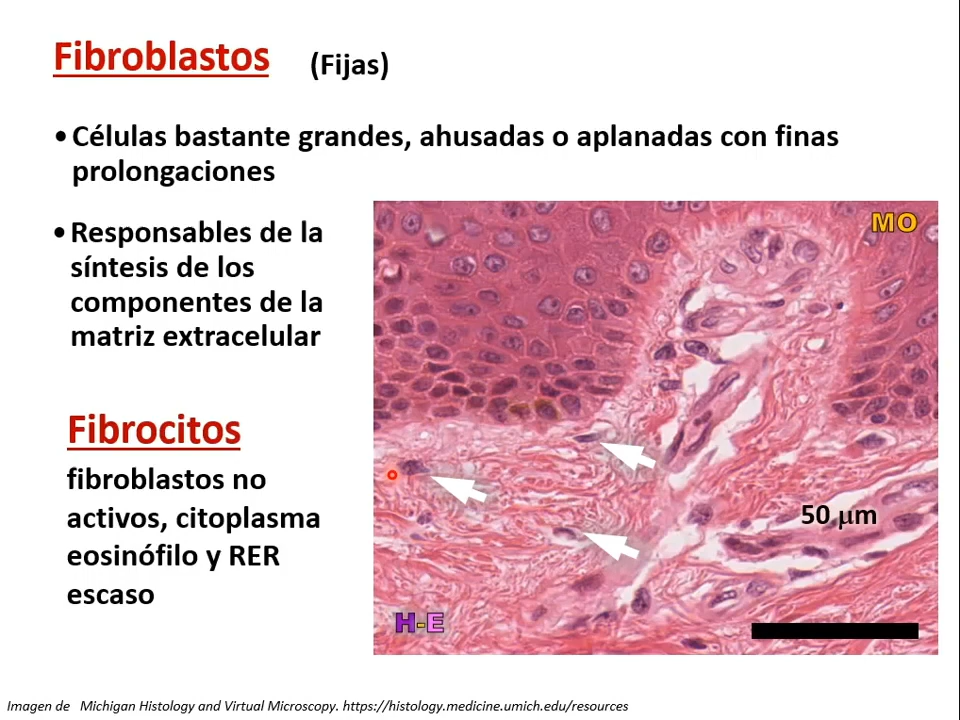 Fibroblastos (Fijas)
•Células bastante grandes, ahusadas o aplanadas con finas
prolongaciones
•Responsables de la
síntesis de los
componentes de la
matriz extracelular
MO
Fibrocitos
fibroblastos no
activos, citoplasma
eosinófilo y RER
escaso
50 μm
H-E
Imagen de Michigan Histology and Virtual Microscopy. https://histology.medicine.umich.edu/resources